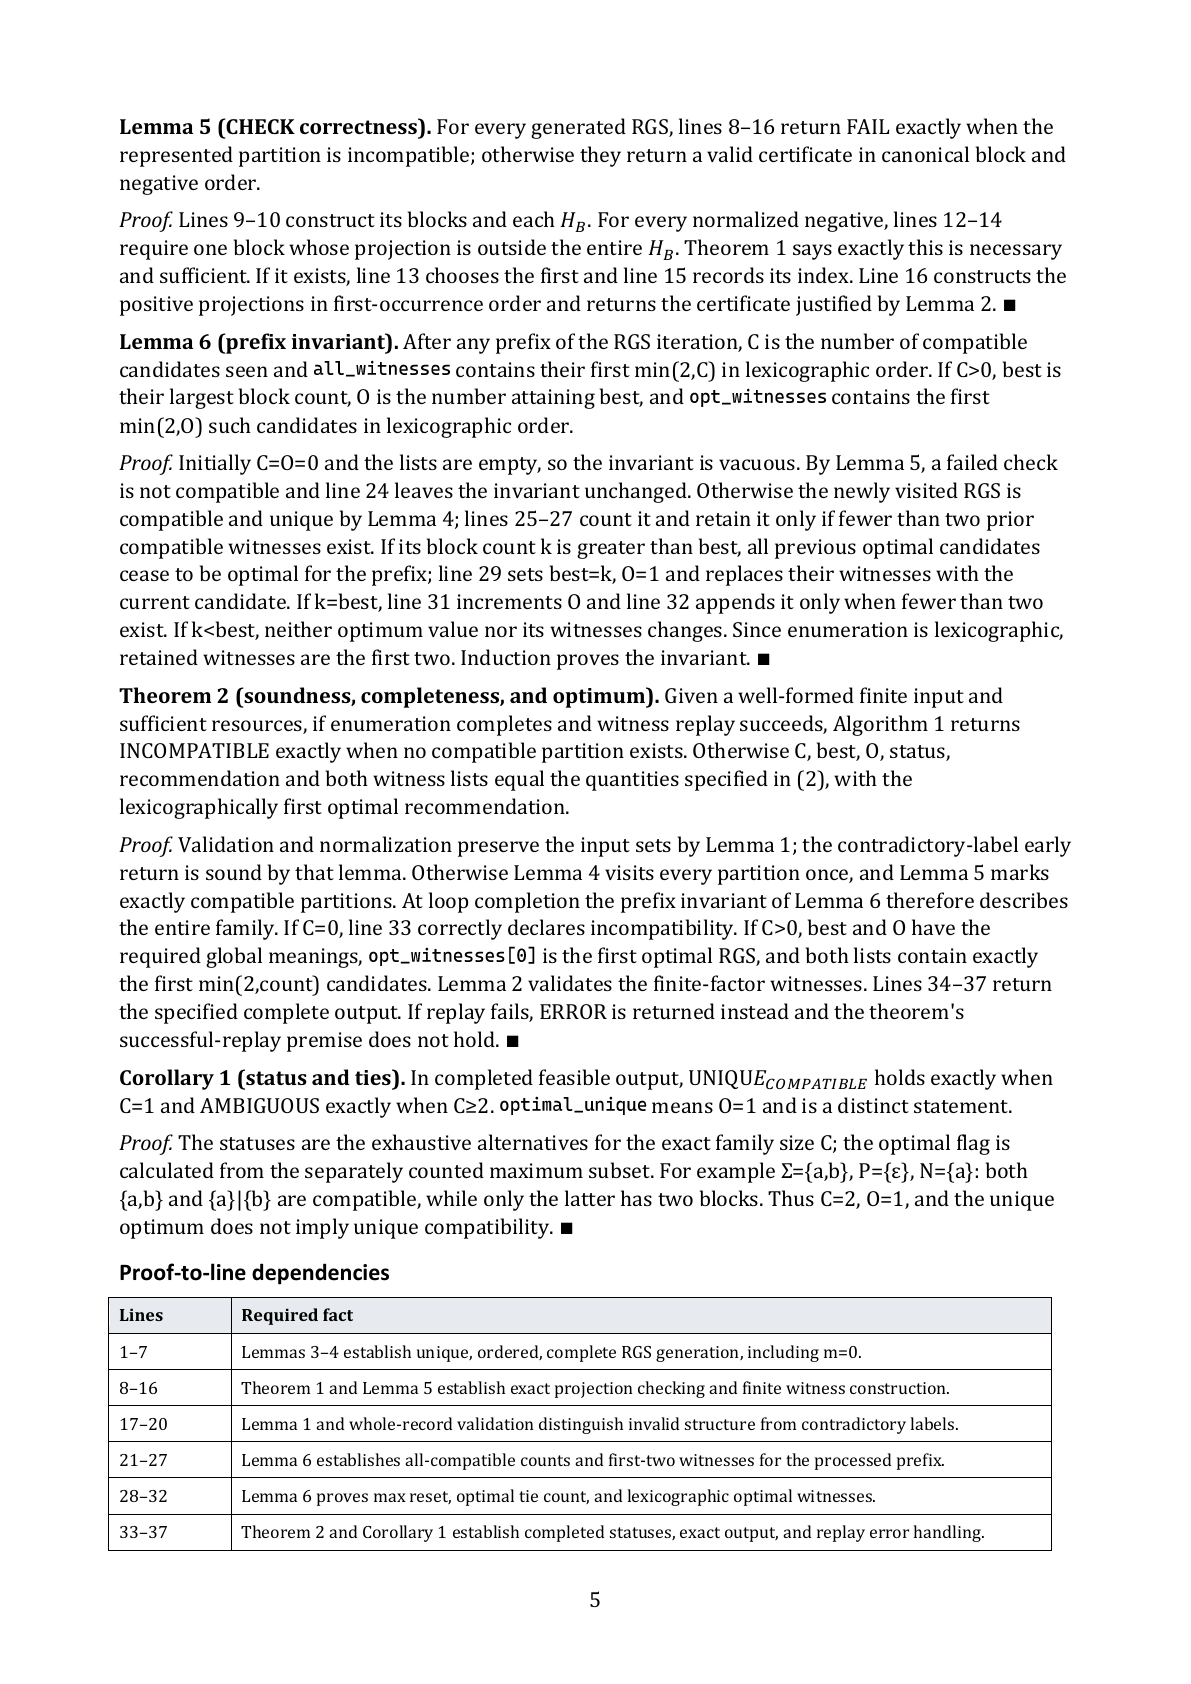 Lemma 5 (CHECK correctness). For every generated RGS, lines 8–16 return FAIL exactly when the
represented partition is incompatible; otherwise they return a valid certificate in canonical block and
negative order.
Proof. Lines 9–10 construct its blocks and each H_B. For every normalized negative, lines 12–14
require one block whose projection is outside the entire H_B. Theorem 1 says exactly this is necessary
and sufficient. If it exists, line 13 chooses the first and line 15 records its index. Line 16 constructs the
positive projections in first-occurrence order and returns the certificate justified by Lemma 2. ■
Lemma 6 (prefix invariant). After any prefix of the RGS iteration, C is the number of compatible
candidates seen and all_witnesses contains their first min(2,C) in lexicographic order. If C>0, best is
their largest block count, O is the number attaining best, and opt_witnesses contains the first
min(2,O) such candidates in lexicographic order.
Proof. Initially C=O=0 and the lists are empty, so the invariant is vacuous. By Lemma 5, a failed check
is not compatible and line 24 leaves the invariant unchanged. Otherwise the newly visited RGS is
compatible and unique by Lemma 4; lines 25–27 count it and retain it only if fewer than two prior
compatible witnesses exist. If its block count k is greater than best, all previous optimal candidates
cease to be optimal for the prefix; line 29 sets best=k, O=1 and replaces their witnesses with the
current candidate. If k=best, line 31 increments O and line 32 appends it only when fewer than two
exist. If k<best, neither optimum value nor its witnesses changes. Since enumeration is lexicographic,
retained witnesses are the first two. Induction proves the invariant. ■
Theorem 2 (soundness, completeness, and optimum). Given a well-formed finite input and
sufficient resources, if enumeration completes and witness replay succeeds, Algorithm 1 returns
INCOMPATIBLE exactly when no compatible partition exists. Otherwise C, best, O, status,
recommendation and both witness lists equal the quantities specified in (2), with the
lexicographically first optimal recommendation.
Proof. Validation and normalization preserve the input sets by Lemma 1; the contradictory-label early
return is sound by that lemma. Otherwise Lemma 4 visits every partition once, and Lemma 5 marks
exactly compatible partitions. At loop completion the prefix invariant of Lemma 6 therefore describes
the entire family. If C=0, line 33 correctly declares incompatibility. If C>0, best and O have the
required global meanings, opt_witnesses[0] is the first optimal RGS, and both lists contain exactly
the first min(2,count) candidates. Lemma 2 validates the finite-factor witnesses. Lines 34–37 return
the specified complete output. If replay fails, ERROR is returned instead and the theorem's
successful-replay premise does not hold. ■
Corollary 1 (status and ties). In completed feasible output, UNIQUE_COMPATIBLE holds exactly when
C=1 and AMBIGUOUS exactly when C≥2. optimal_unique means O=1 and is a distinct statement.
Proof. The statuses are the exhaustive alternatives for the exact family size C; the optimal flag is
calculated from the separately counted maximum subset. For example Σ={a,b}, P={ε}, N={a}: both
{a,b} and {a}|{b} are compatible, while only the latter has two blocks. Thus C=2, O=1, and the unique
optimum does not imply unique compatibility. ■
Proof-to-line dependencies
Lines Required fact
1–7 Lemmas 3–4 establish unique, ordered, complete RGS generation, including m=0.
8–16 Theorem 1 and Lemma 5 establish exact projection checking and finite witness construction.
17–20 Lemma 1 and whole-record validation distinguish invalid structure from contradictory labels.
21–27 Lemma 6 establishes all-compatible counts and first-two witnesses for the processed prefix.
28–32 Lemma 6 proves max reset, optimal tie count, and lexicographic optimal witnesses.
33–37 Theorem 2 and Corollary 1 establish completed statuses, exact output, and replay error handling.
5